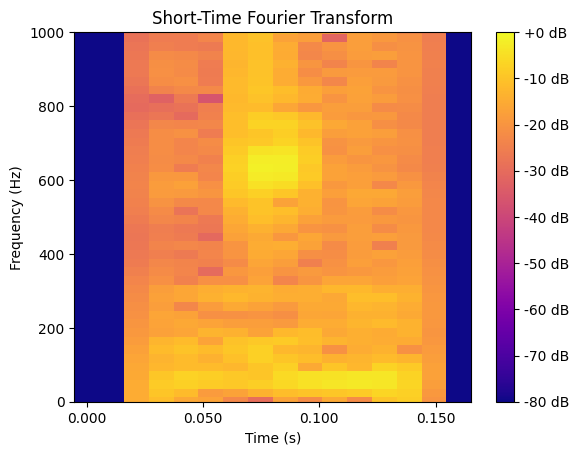 Short-Time Fourier Transform
1000
800
600
400
200
0
Frequency (Hz)
0.000
0.050
0.100
0.150
Time (s)
+0 dB
-10 dB
-20 dB
-30 dB
-40 dB
-50 dB
-60 dB
-70 dB
-80 dB